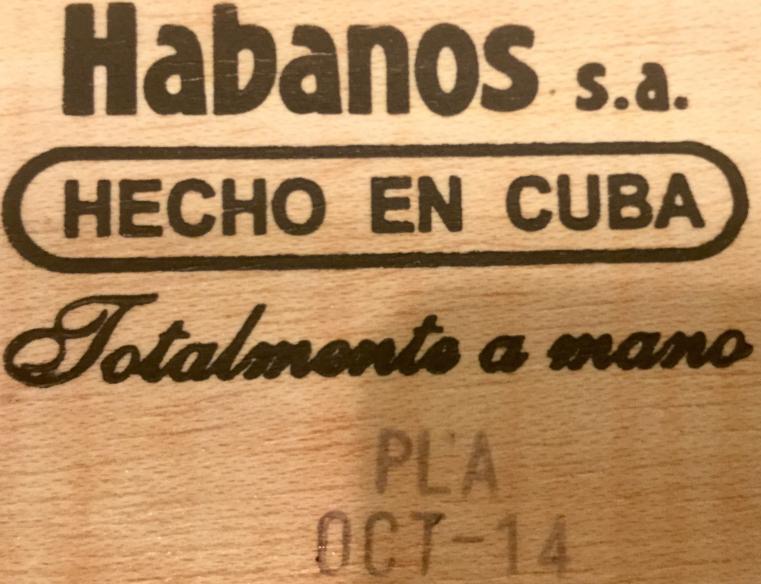 Habanos s.a.
HECHO EN CUBA
Totalmente a mano
PLA
OCT-14